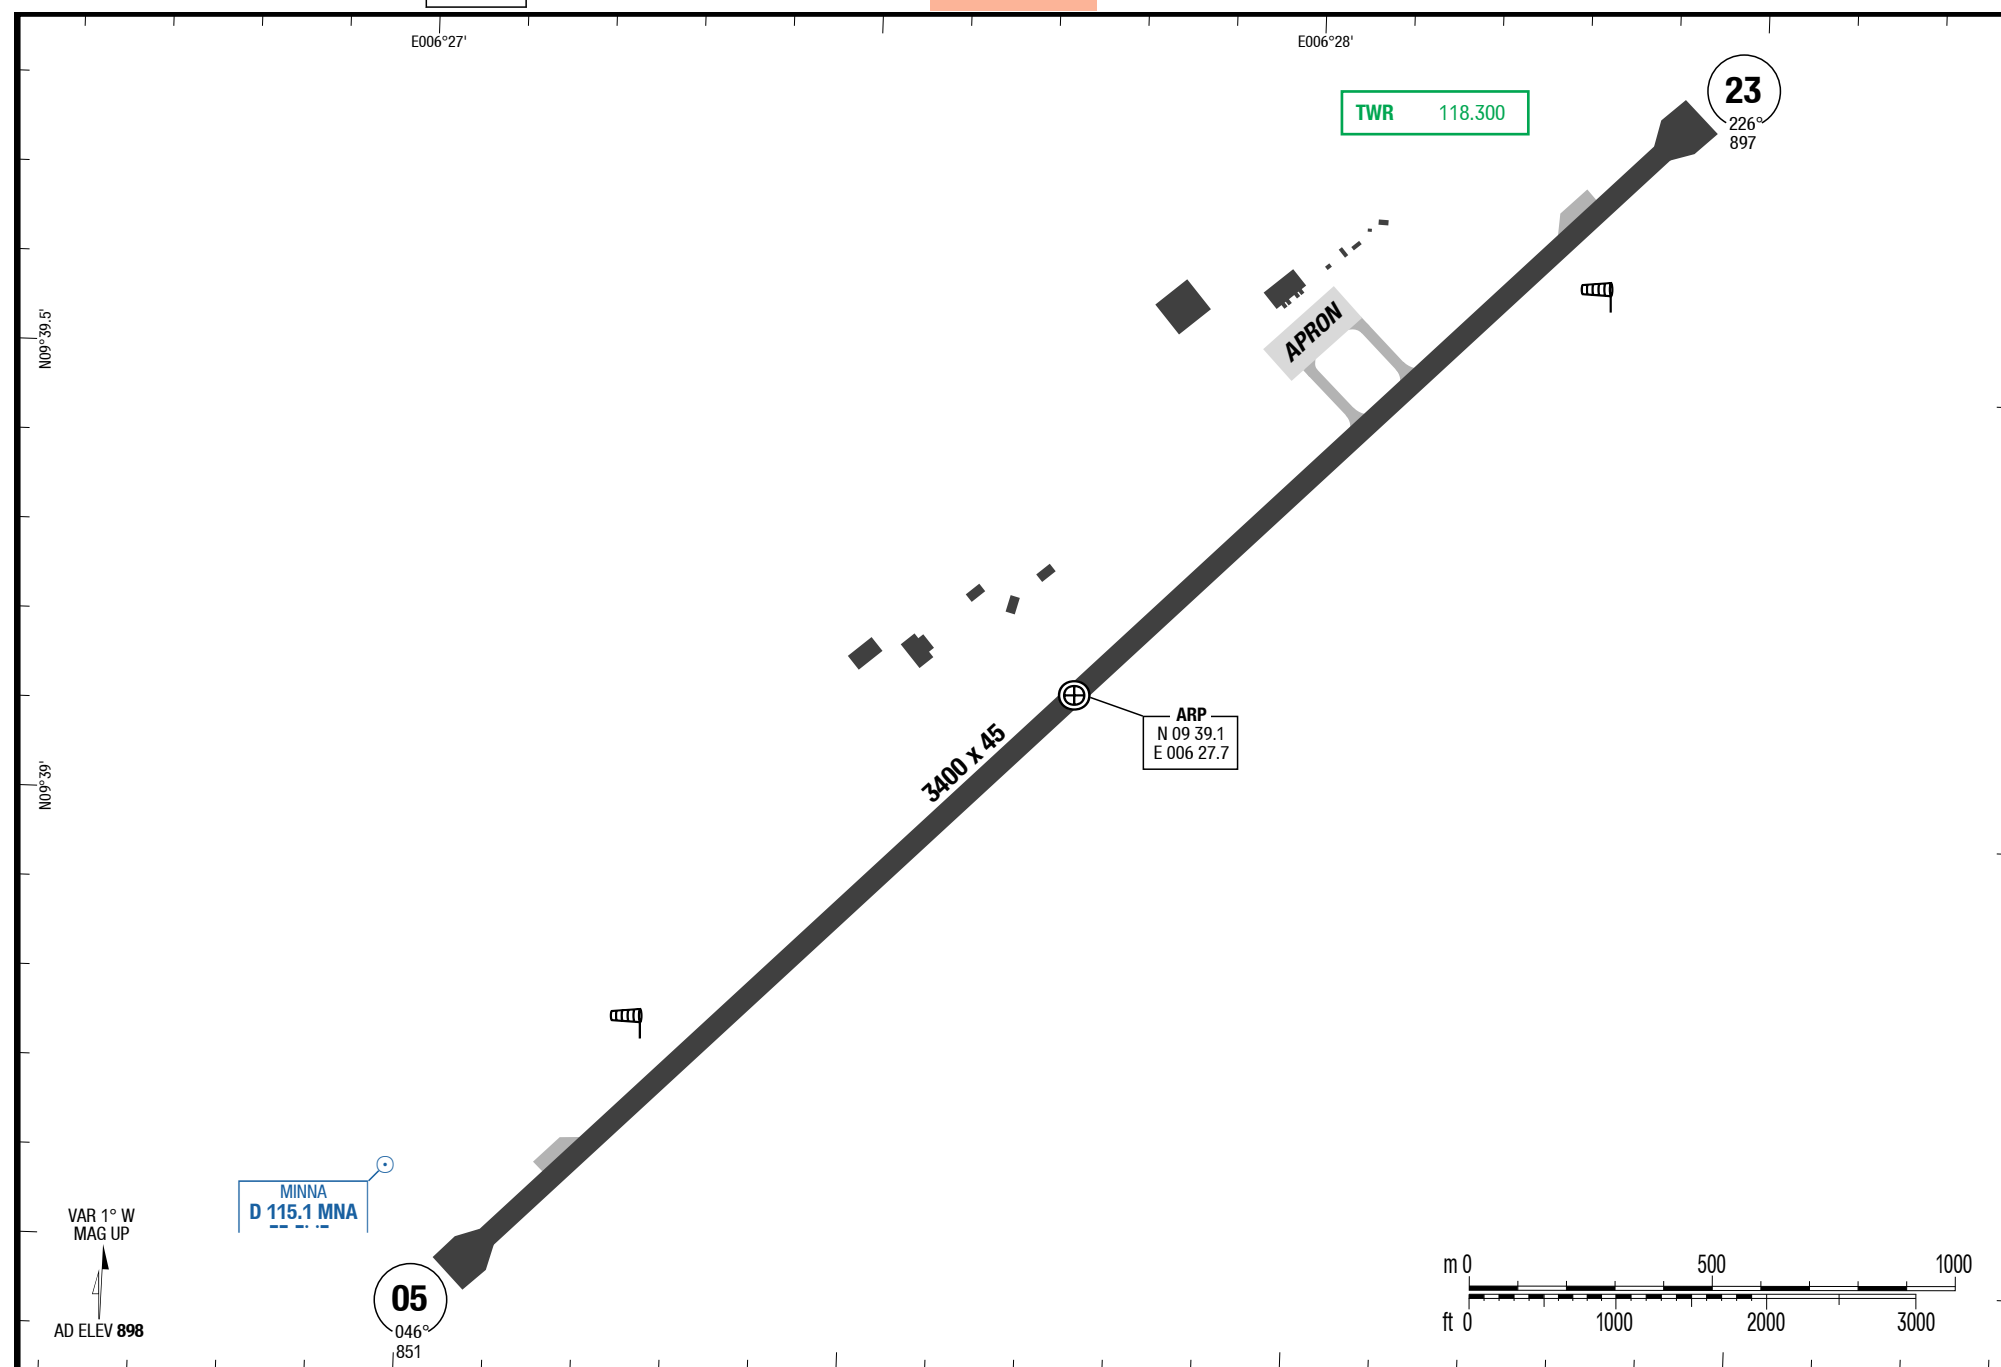 E006°27'
E006°28'
TWR 118.300
23
226°
897
N09°39.5'
APRON
ARP
N 09 39.1
E 006 27.7
3400 x 45
N09°39'
MINNA
D 115.1 MNA
VAR 1° W
MAG UP
AD ELEV 898
05
046°
851
m 0 500 1000
ft 0 1000 2000 3000